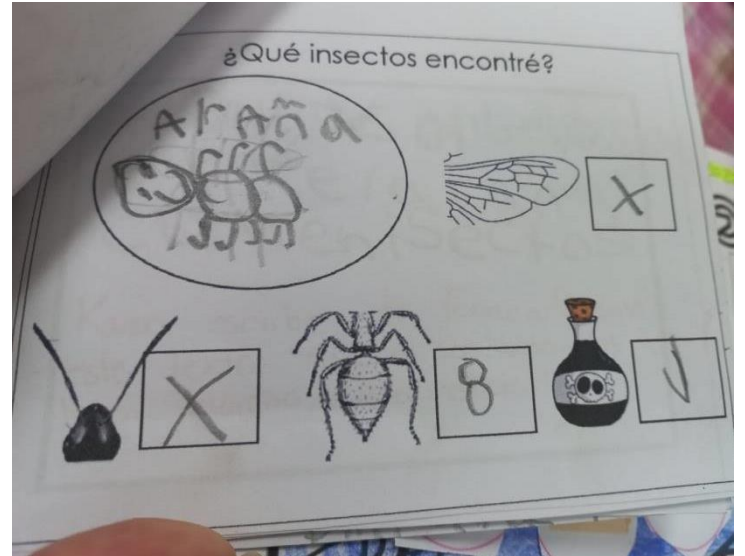 ¿Qué insectos encontré?
ArAña
X
X
8
✓